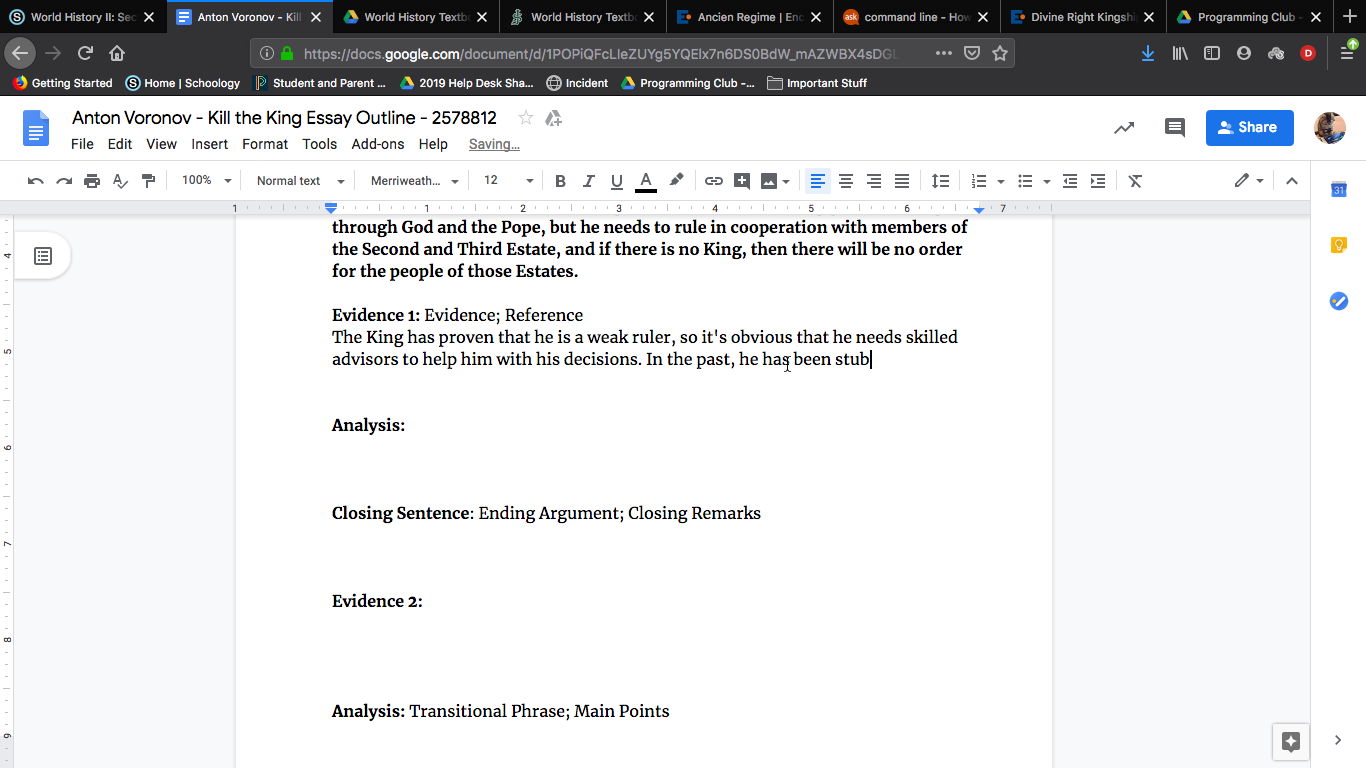 World History II: Sec
Anton Voronov - Kill
World History Textb
World History Textb
Ancien Regime | Enc
command line - How
Divine Right Kingshi
Programming Club -
https://docs.google.com/document/d/1POPiQFcLIeZUYg5YQElx7n6DS0BdW_mAZWBX4sDGL
Getting Started
Home | Schoology
Student and Parent ...
2019 Help Desk Sha...
Incident
Programming Club -...
Important Stuff
Anton Voronov - Kill the King Essay Outline - 2578812
File Edit View Insert Format Tools Add-ons Help Saving...
Share
100% Normal text Merriweath... 12 B I U A
1 1 2 3 4 5 6 7
through God and the Pope, but he needs to rule in cooperation with members of
the Second and Third Estate, and if there is no King, then there will be no order
for the people of those Estates.
Evidence 1: Evidence; Reference
The King has proven that he is a weak ruler, so it's obvious that he needs skilled
advisors to help him with his decisions. In the past, he has been stub
Analysis:
Closing Sentence: Ending Argument; Closing Remarks
Evidence 2:
Analysis: Transitional Phrase; Main Points
4
5
6
7
8
9
31